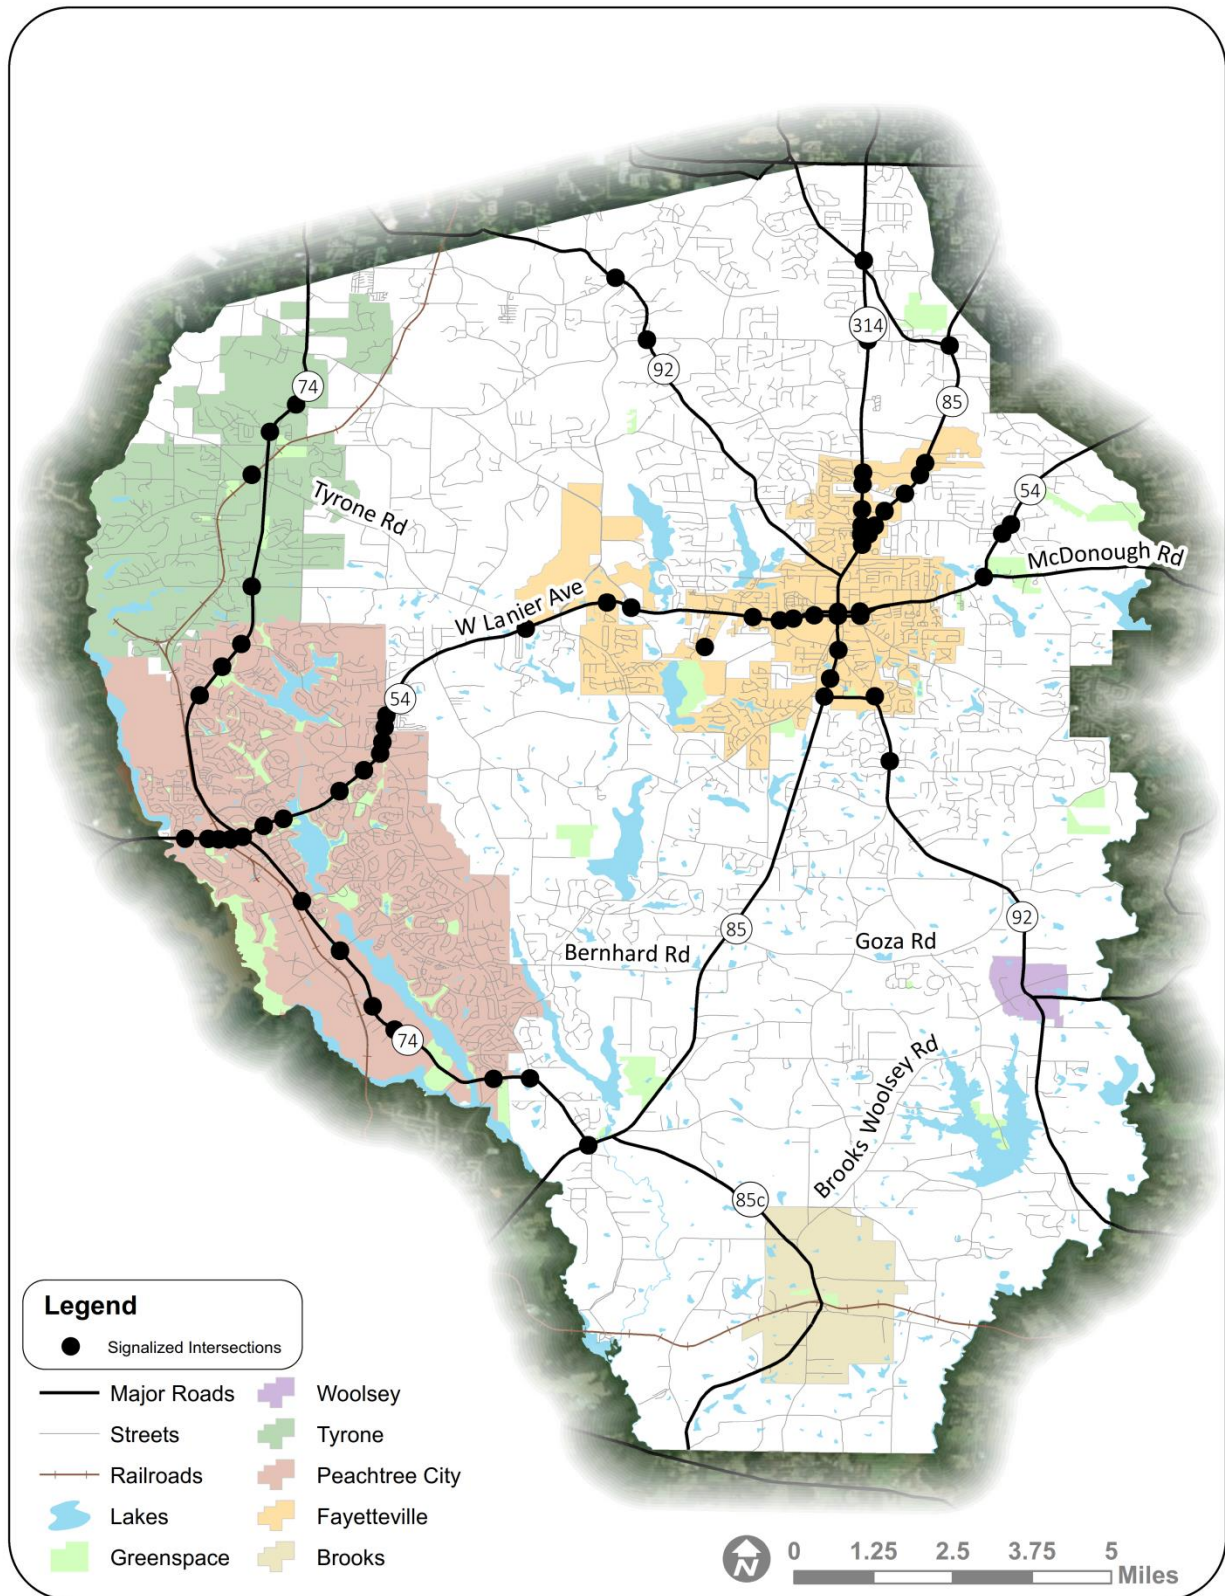 314
92
74
85
54
Tyrone Rd
McDonough Rd
W Lanier Ave
54
92
85
Goza Rd
Bernhard Rd
74
Brooks Woolsey Rd
85c
Legend
Signalized Intersections
Major Roads
Woolsey
Streets
Tyrone
Railroads
Peachtree City
Lakes
Fayetteville
Greenspace
Brooks
N
0 1.25 2.5 3.75 5
Miles